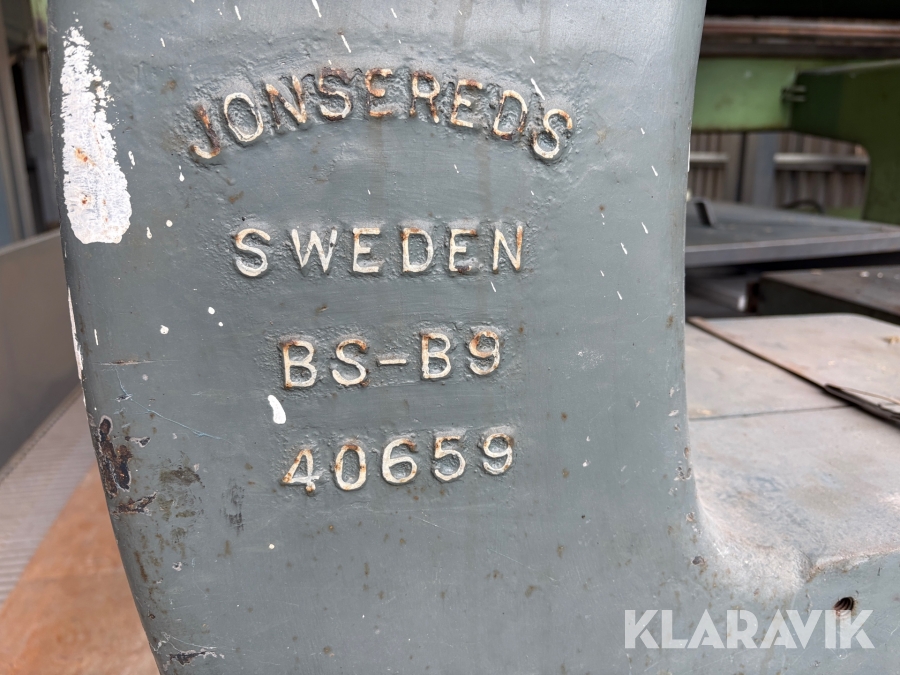 JONSEREDS
SWEDEN
BS-B9
40659
KLARAVIK